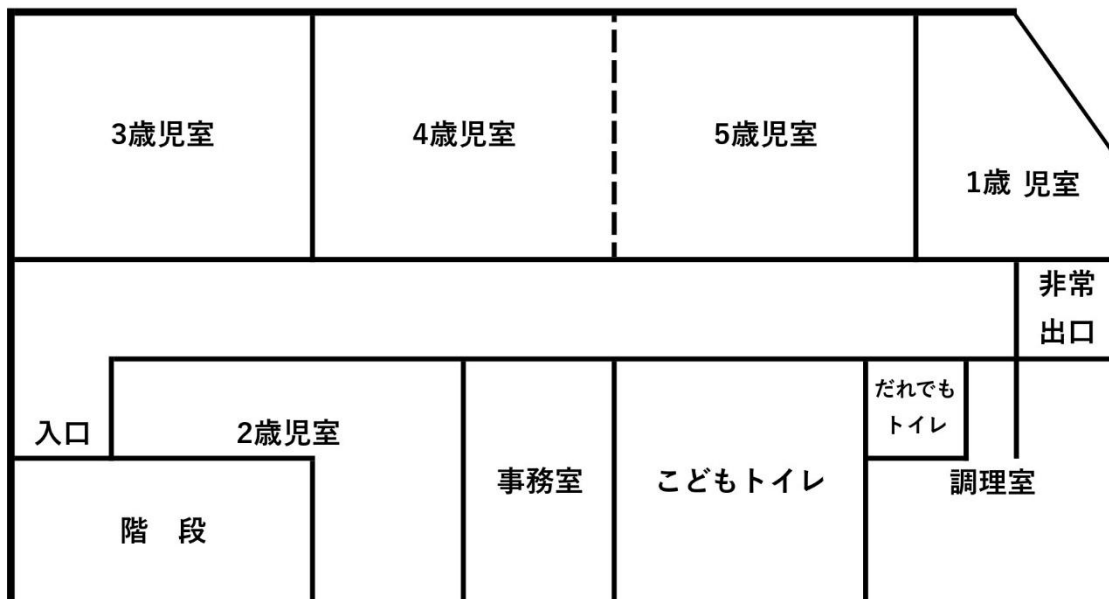 3歳児室
4歳児室
5歳児室
1歳 児室
非常
出口
入口
2歳児室
事務室
こどもトイレ
だれでも
トイレ
調理室
階 段